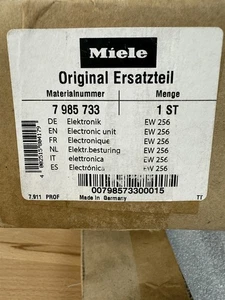 Miele
Original Ersatzteil
Materialnummer Menge
7 985 733 1 ST
DE Elektronik EW 256
EN Electronic unit EW 256
FR Electronique EW 256
NL Elektr.besturing EW 256
IT elettronica EW 256
ES Electrónica EW 256
00798573300015
7.911 PROF Made in Germany TT